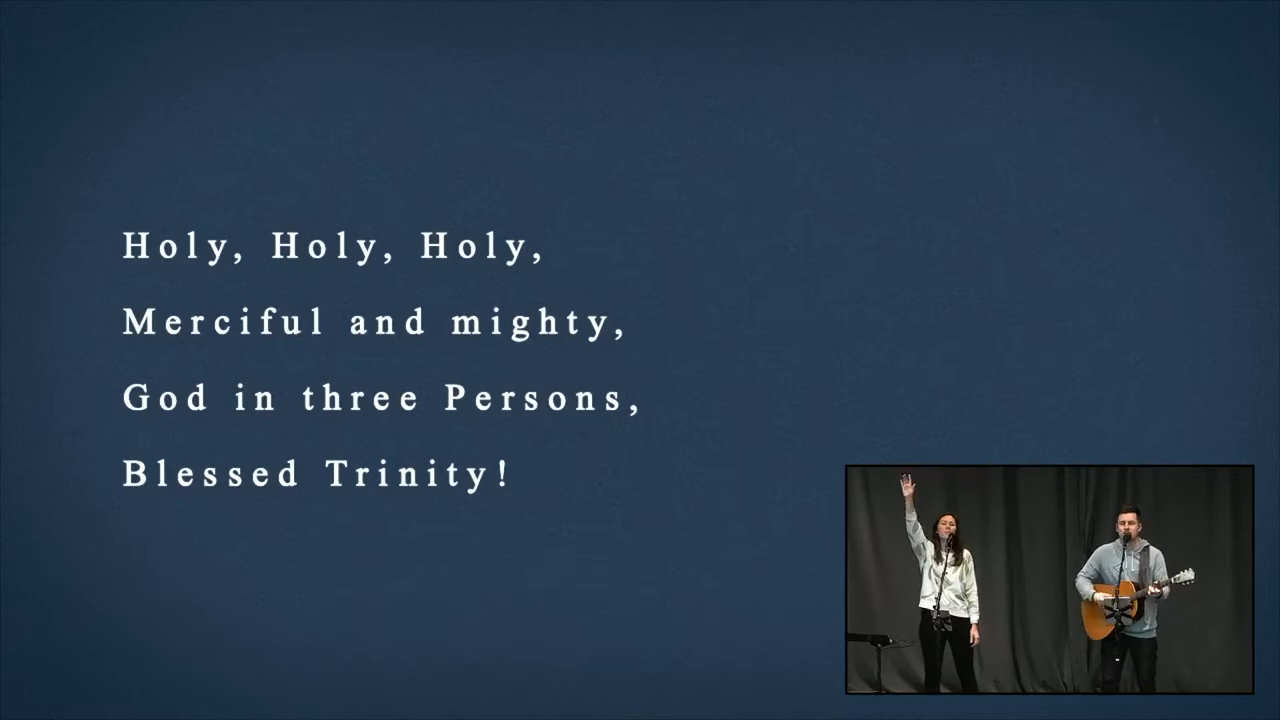 Holy, Holy, Holy,
Merciful and mighty,
God in three Persons,
Blessed Trinity!